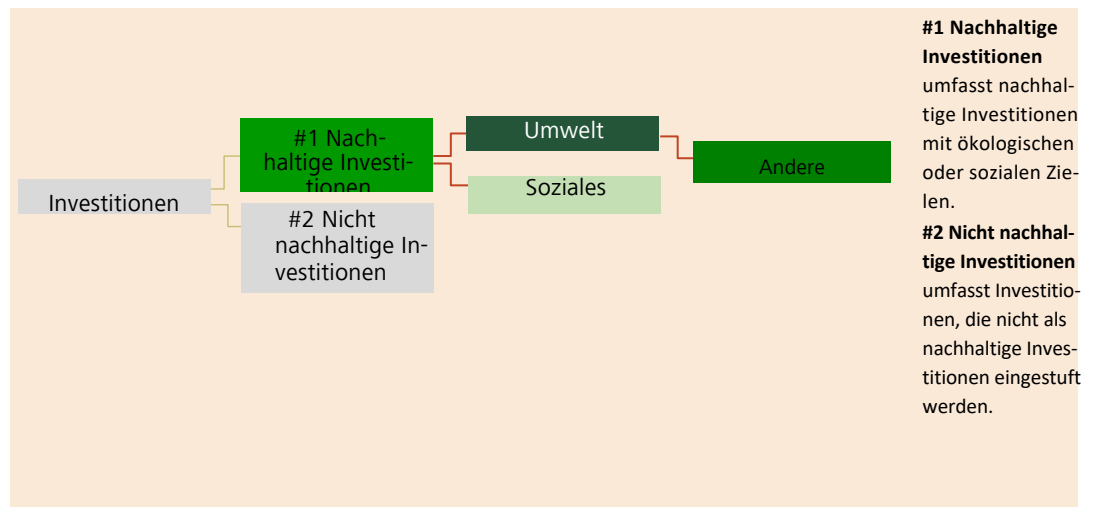 Investitionen
#1 Nach-
haltige Investi-
tionen
#2 Nicht
nachhaltige In-
vestitionen
Umwelt
Soziales
Andere
#1 Nachhaltige
Investitionen
umfasst nachhal-
tige Investitionen
mit ökologischen
oder sozialen Zie-
len.
#2 Nicht nachhal-
tige Investitionen
umfasst Investitio-
nen, die nicht als
nachhaltige Inves-
titionen eingestuft
werden.